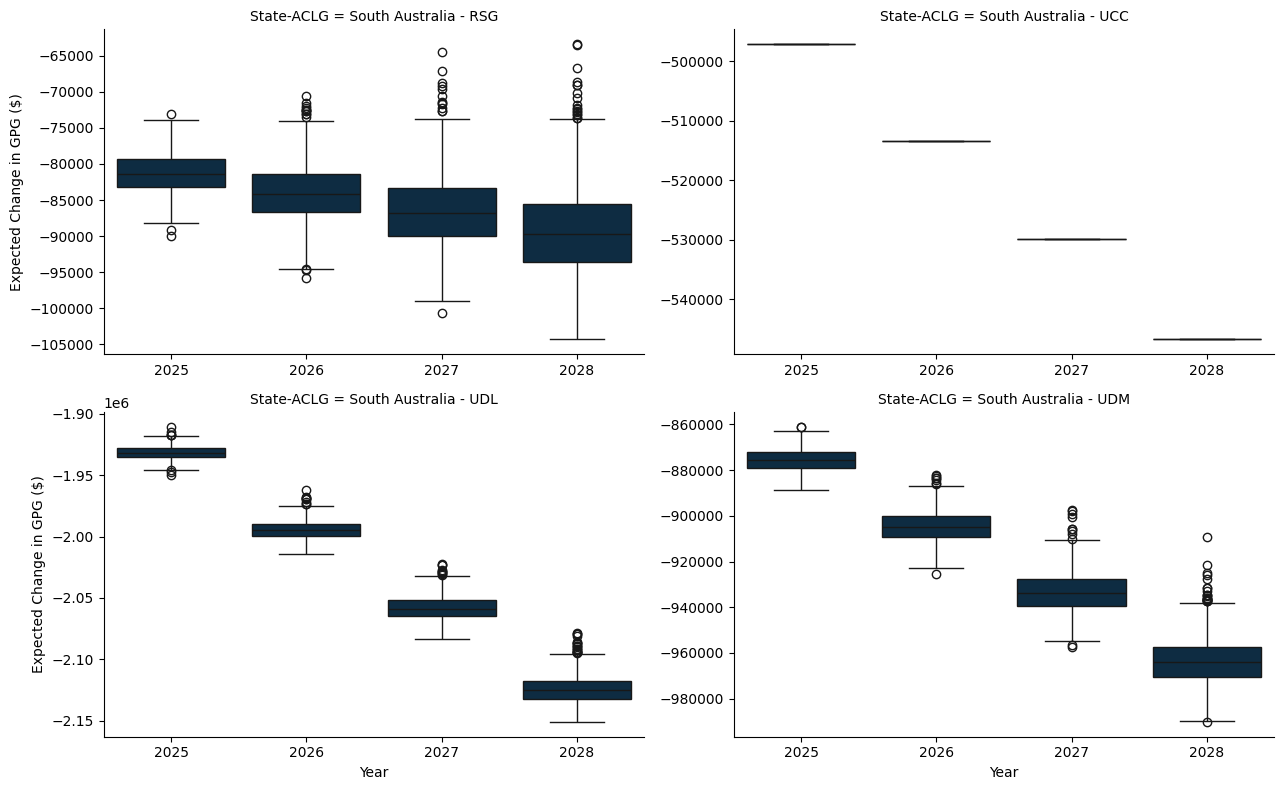 State-ACLG = South Australia - RSG
Expected Change in GPG ($)
−65000
−70000
−75000
−80000
−85000
−90000
−95000
−100000
−105000
2025 2026 2027 2028
State-ACLG = South Australia - UCC
−500000
−510000
−520000
−530000
−540000
2025 2026 2027 2028
State-ACLG = South Australia - UDL
1e6
Expected Change in GPG ($)
−1.90
−1.95
−2.00
−2.05
−2.10
−2.15
2025 2026 2027 2028
Year
State-ACLG = South Australia - UDM
−860000
−880000
−900000
−920000
−940000
−960000
−980000
2025 2026 2027 2028
Year